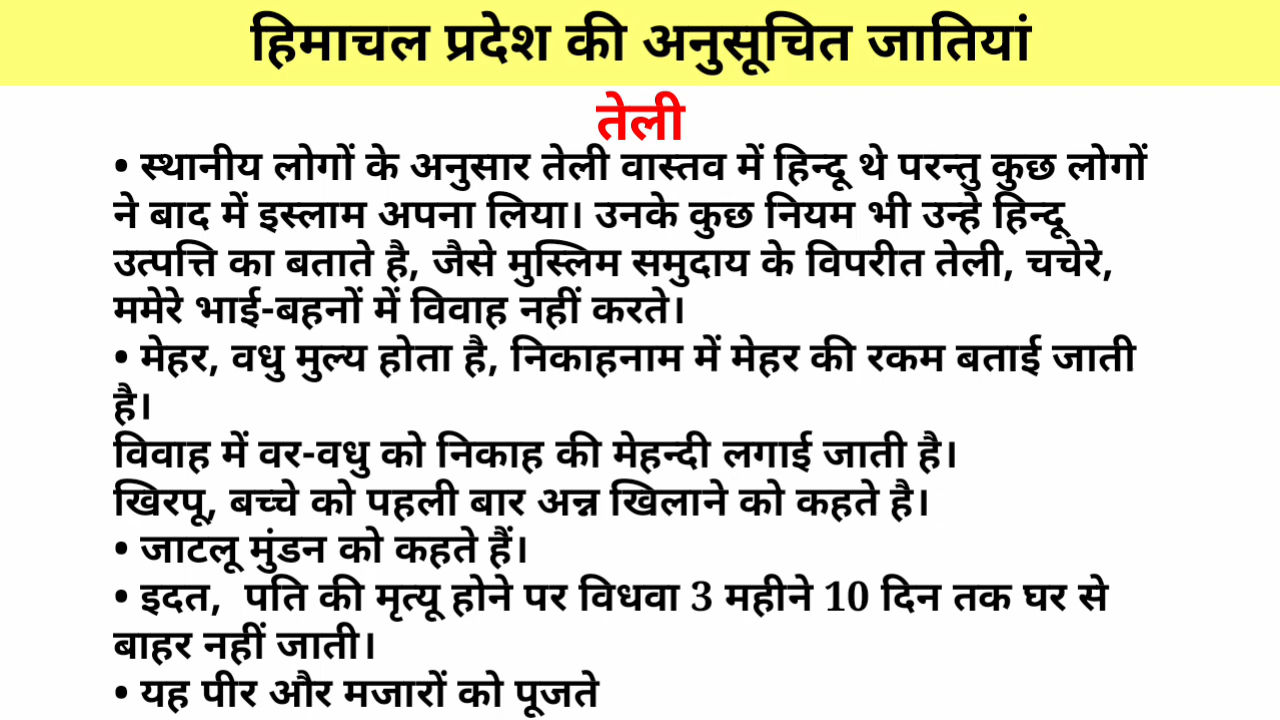 हिमाचल प्रदेश की अनुसूचित जातियां
तेली
• स्थानीय लोगों के अनुसार तेली वास्तव में हिन्दू थे परन्तु कुछ लोगों
ने बाद में इस्लाम अपना लिया। उनके कुछ नियम भी उन्हे हिन्दू
उत्पत्ति का बताते है, जैसे मुस्लिम समुदाय के विपरीत तेली, चचेरे,
ममेरे भाई-बहनों में विवाह नहीं करते।
• मेहर, वधु मुल्य होता है, निकाहनाम में मेहर की रकम बताई जाती
है।
विवाह में वर-वधु को निकाह की मेहन्दी लगाई जाती है।
खिरपू, बच्चे को पहली बार अन्न खिलाने को कहते है।
• जाटलू मुंडन को कहते हैं।
• इदत, पति की मृत्यू होने पर विधवा 3 महीने 10 दिन तक घर से
बाहर नहीं जाती।
• यह पीर और मजारों को पूजते